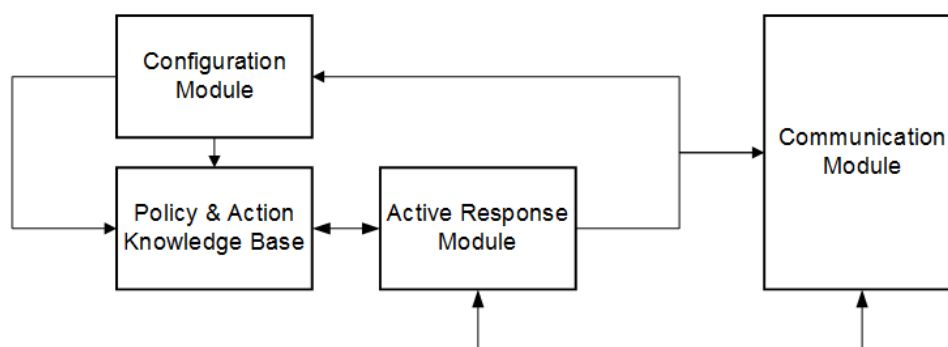 Configuration
Module
Communication
Module
Policy & Action
Knowledge Base
Active Response
Module